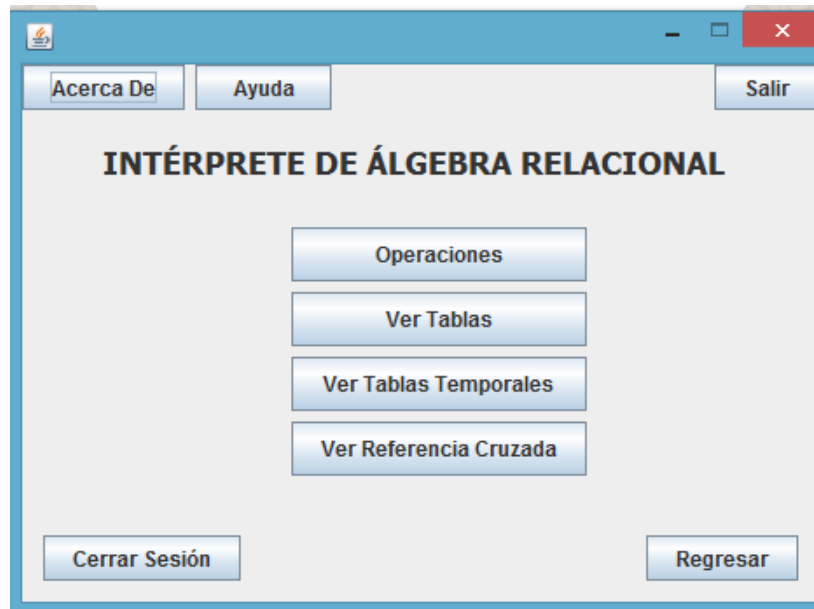 Acerca De Ayuda Salir
INTÉRPRETE DE ÁLGEBRA RELACIONAL
Operaciones
Ver Tablas
Ver Tablas Temporales
Ver Referencia Cruzada
Cerrar Sesión Regresar